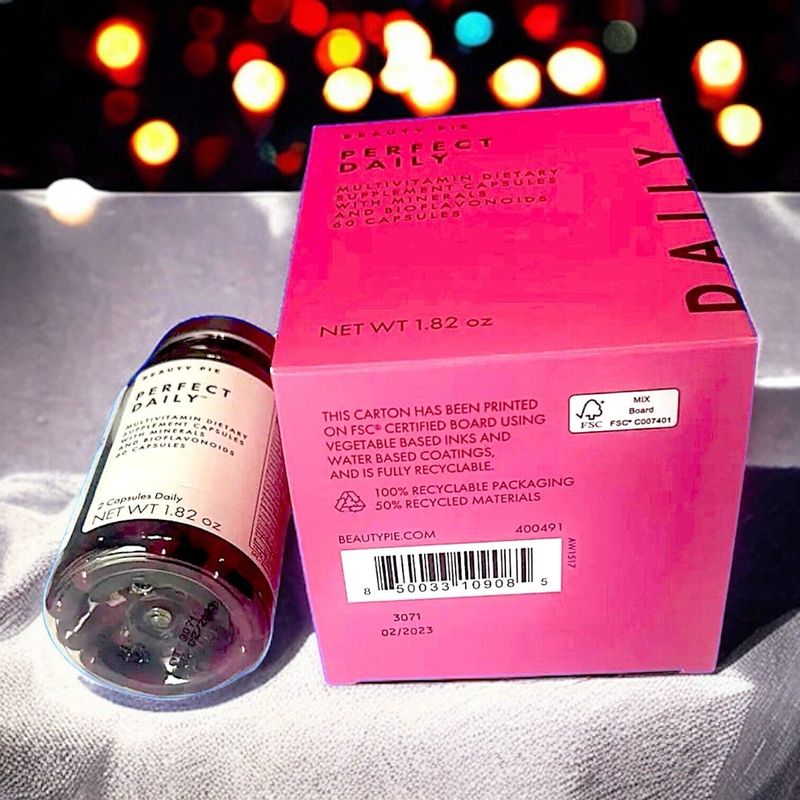 BEAUTY PIE
PERFECT
DAILY™
MULTIVITAMIN DIETARY
SUPPLEMENT CAPSULES
WITH MINERALS
AND BIOFLAVONOIDS
60 CAPSULES
NET WT 1.82 oz
DAILY
THIS CARTON HAS BEEN PRINTED
ON FSC® CERTIFIED BOARD USING
VEGETABLE BASED INKS AND
WATER BASED COATINGS,
AND IS FULLY RECYCLABLE.
100% RECYCLABLE PACKAGING
50% RECYCLED MATERIALS
FSC
MIX
Board
FSC® C007401
BEAUTYPIE.COM
400491
8 50033 10908 5
AW1517
3071
02/2023
BEAUTY PIE
PERFECT
DAILY™
MULTIVITAMIN DIETARY
SUPPLEMENT CAPSULES
WITH MINERALS
AND BIOFLAVONOIDS
60 CAPSULES
2 Capsules Daily
NET WT 1.82 oz
3071